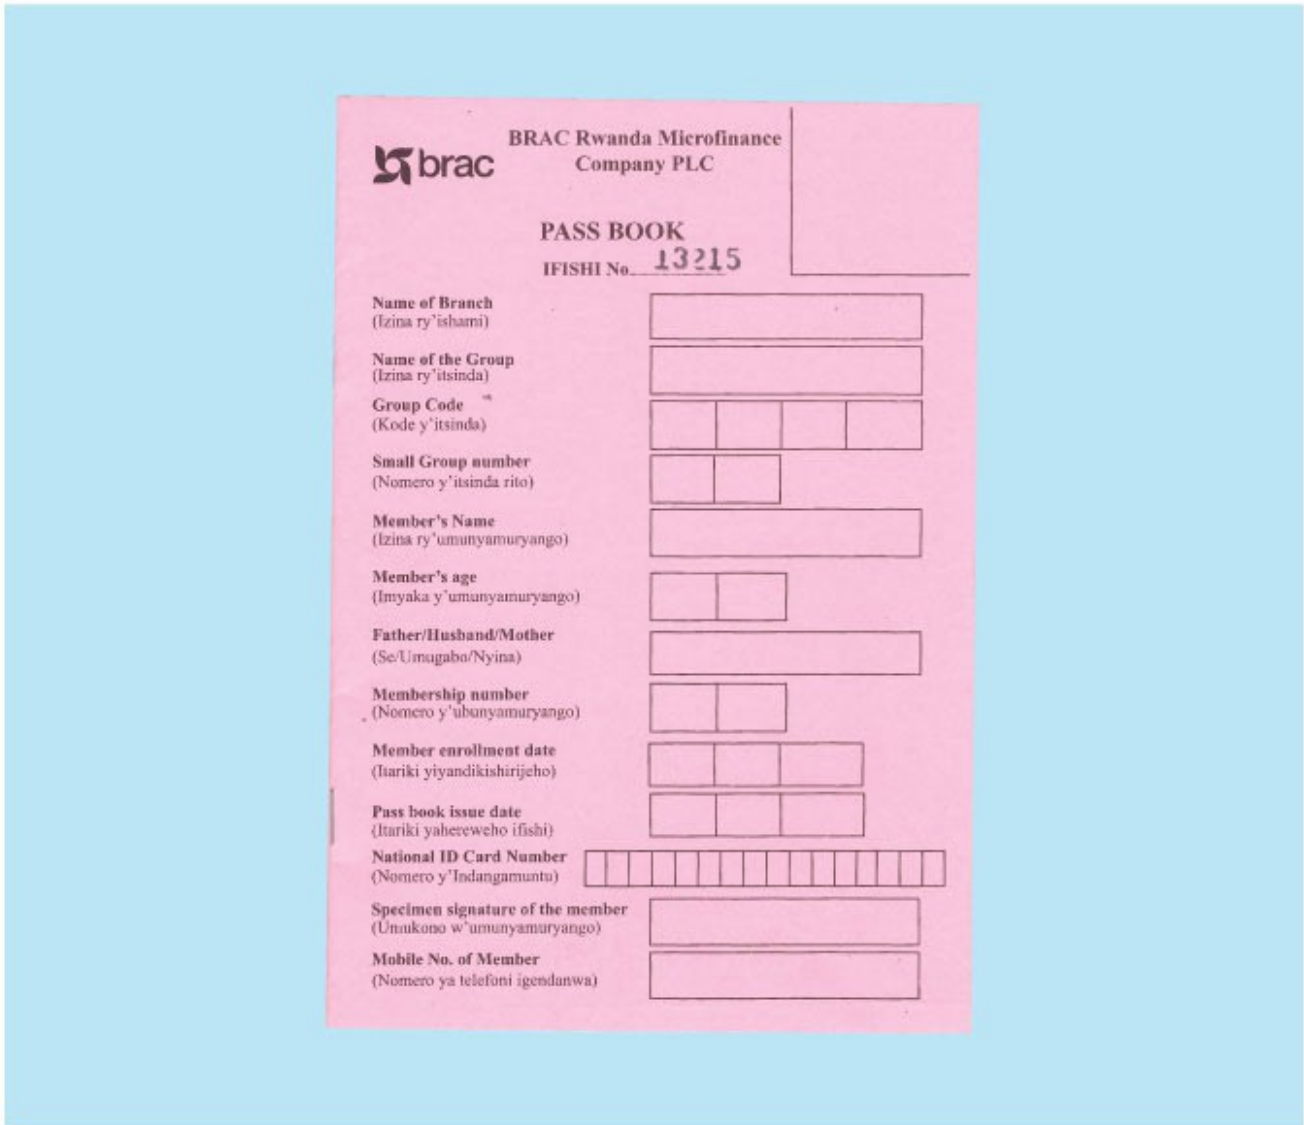 brac
BRAC Rwanda Microfinance
Company PLC
PASS BOOK
IFISHI No. 13215
Name of Branch
(Izina ry'ishami)
Name of the Group
(Izina ry'itsinda)
Group Code
(Kode y'itsinda)
Small Group number
(Nomero y'itsinda rito)
Member's Name
(Izina ry'umunyamuryango)
Member's age
(Imyaka y'umunyamuryango)
Father/Husband/Mother
(Se/Umugabo/Nyina)
Membership number
(Nomero y'ubunyamuryango)
Member enrollment date
(Itariki yiyandikishirijeho)
Pass book issue date
(Itariki yahereweho ifishi)
National ID Card Number
(Nomero y'Indangamuntu)
Specimen signature of the member
(Umukono w'umunyamuryango)
Mobile No. of Member
(Nomero ya telefoni igendanwa)